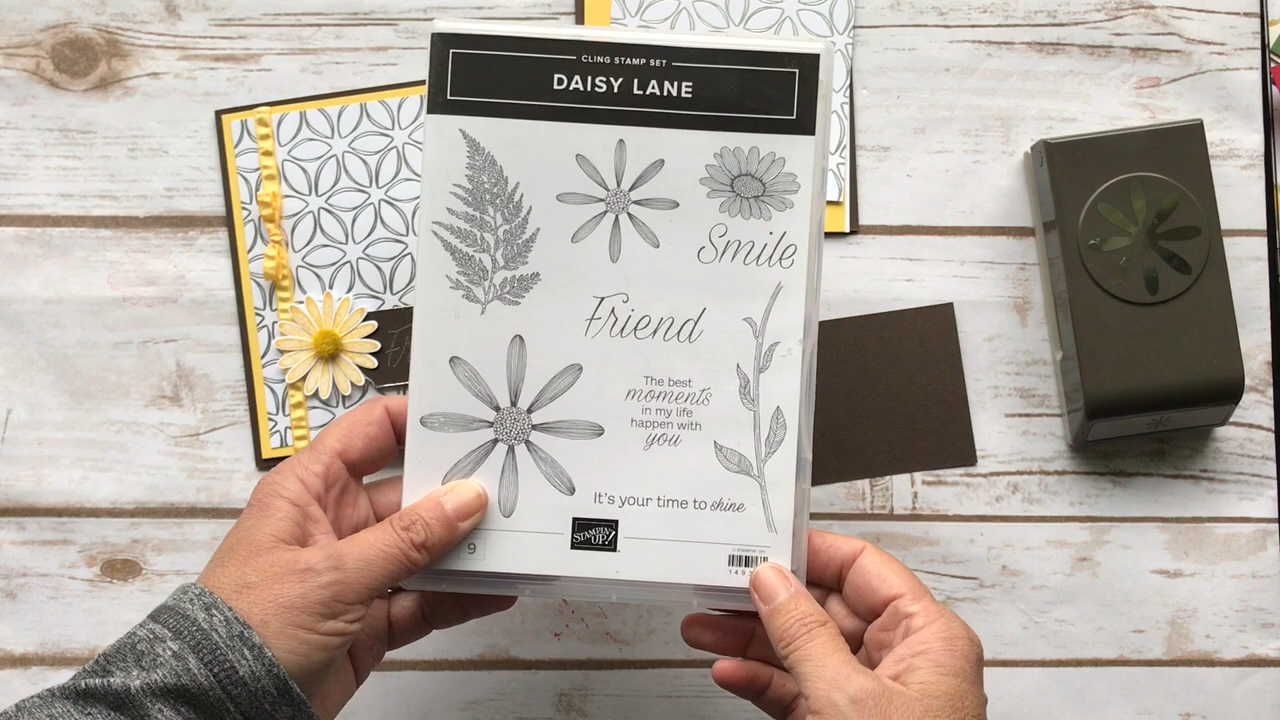 CLING STAMP SET
DAISY LANE
Smile
Friend
The best
moments
in my life
happen with
you
It's your time to shine
STAMPIN' UP!
9